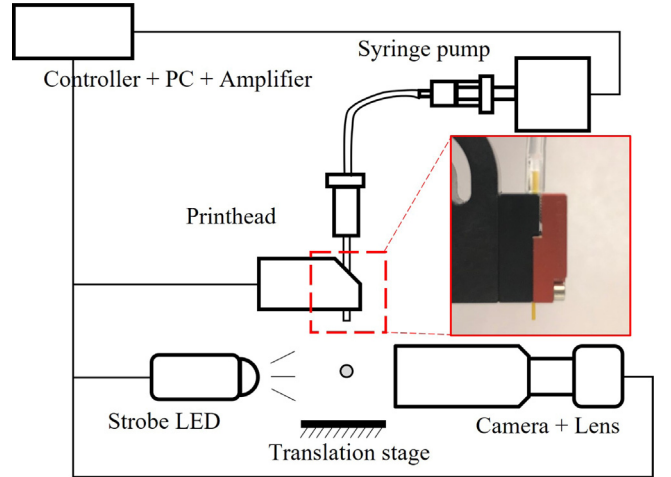 Syringe pump
Controller + PC + Amplifier
Printhead
Strobe LED
Camera + Lens
Translation stage